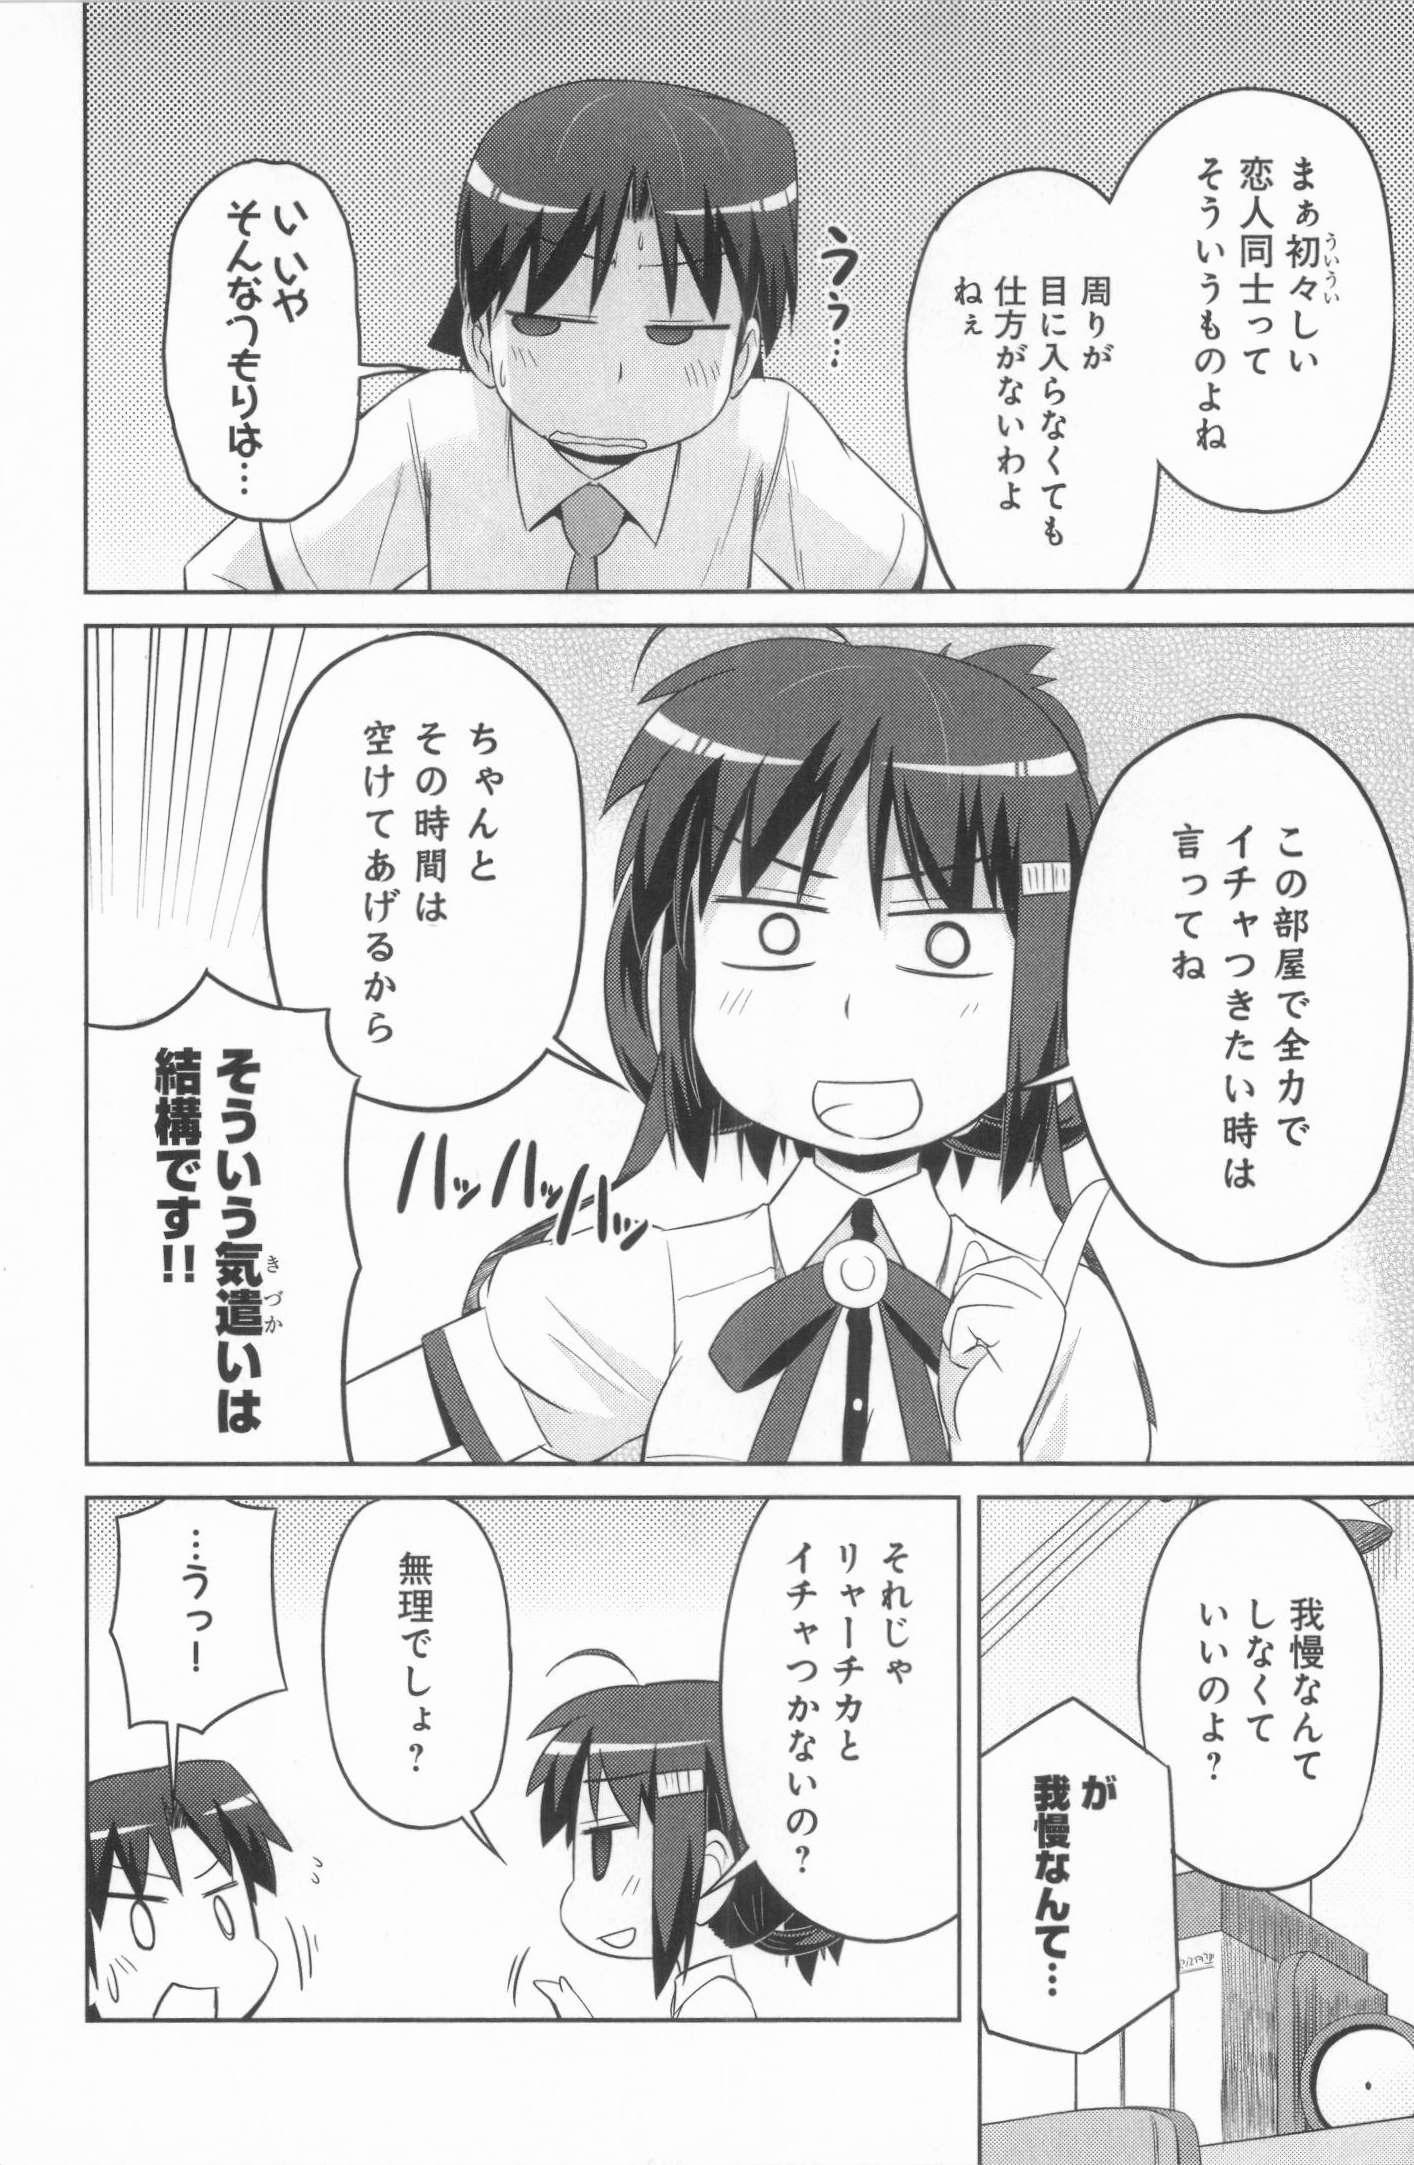 まぁ初々しい
恋人同士って
そういうものよね
ういうい
周りが
目に入らなくても
仕方がないわよ
ねぇ
うぅ…
いいや
そんなつもりは…
この部屋で全力で
イチャつきたい時は
言ってね
ちゃんと
その時間は
空けてあげるから
ハッハッハッ
そういう気遣いは
きづか
結構です!!
我慢なんて
しなくて
いいのよ?
が
我慢なんて…
それじゃ
リャーチカと
イチャつかないの?
無理でしょ?
…うっ!